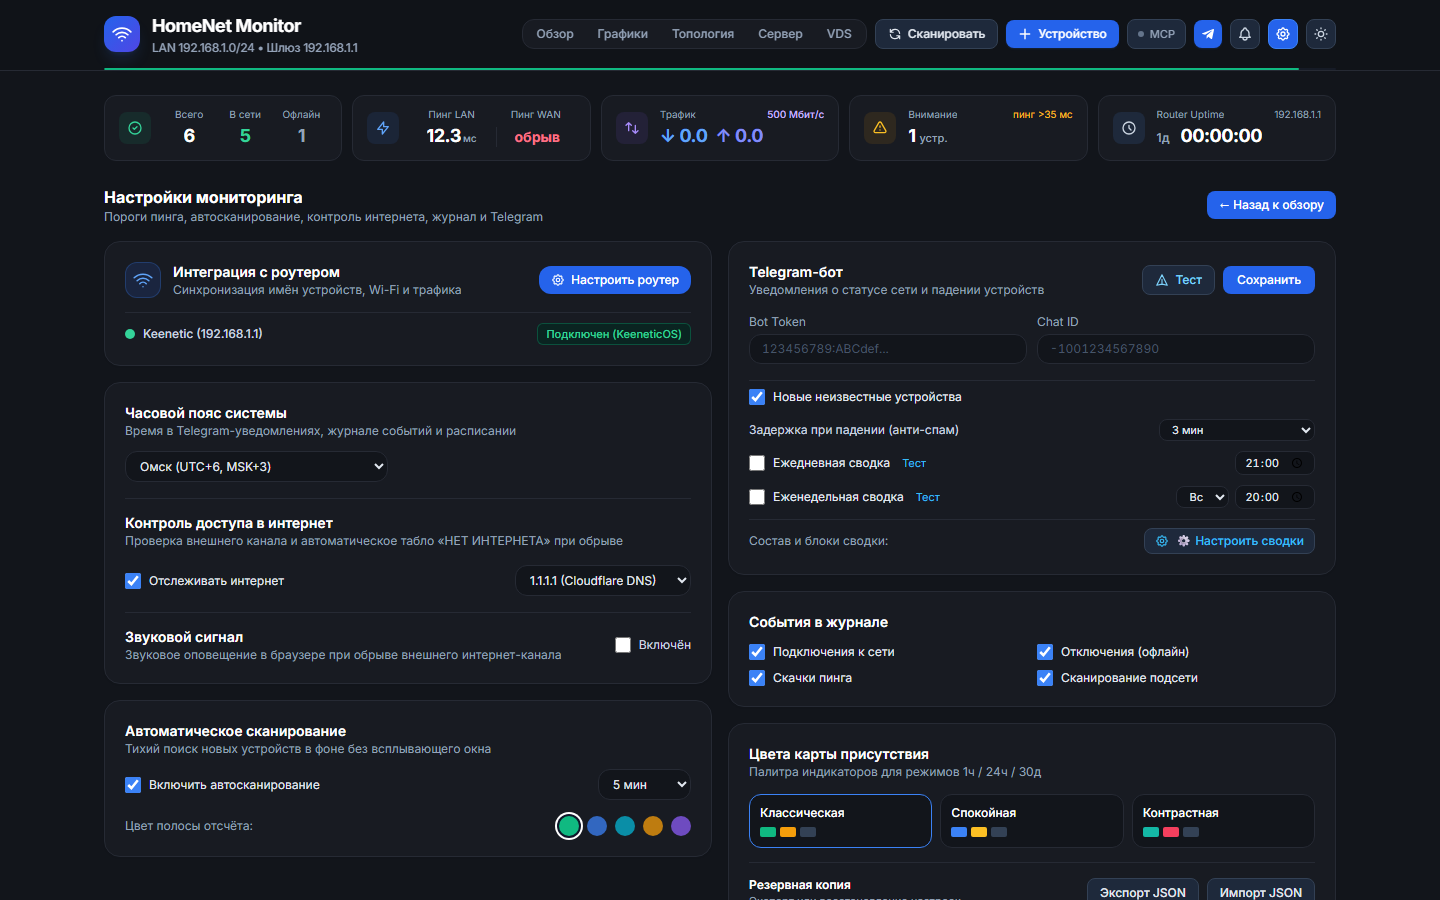 HomeNet Monitor
LAN 192.168.1.0/24 • Шлюз 192.168.1.1
Обзор Графики Топология Сервер VDS
Сканировать
Устройство
MCP
Всего В сети Офлайн
6 5 1
Пинг LAN Пинг WAN
12.3 мс обрыв
Трафик 500 Мбит/с
↓ 0.0 ↑ 0.0
Внимание пинг >35 мс
1 устр.
Router Uptime 192.168.1.1
1д 00:00:00
Настройки мониторинга
Пороги пинга, автосканирование, контроль интернета, журнал и Telegram
← Назад к обзору
Интеграция с роутером
Синхронизация имён устройств, Wi-Fi и трафика
Настроить роутер
Keenetic (192.168.1.1)
Подключен (KeeneticOS)
Часовой пояс системы
Время в Telegram-уведомлениях, журнале событий и расписании
Омск (UTC+6, MSK+3)
Контроль доступа в интернет
Проверка внешнего канала и автоматическое табло «НЕТ ИНТЕРНЕТА» при обрыве
Отслеживать интернет
1.1.1.1 (Cloudflare DNS)
Звуковой сигнал
Звуковое оповещение в браузере при обрыве внешнего интернет-канала
Включён
Автоматическое сканирование
Тихий поиск новых устройств в фоне без всплывающего окна
Включить автосканирование
5 мин
Цвет полосы отсчёта:
Telegram-бот
Уведомления о статусе сети и падении устройств
Тест
Сохранить
Bot Token Chat ID
123456789:ABCdef... -1001234567890
Новые неизвестные устройства
Задержка при падении (анти-спам)
3 мин
Ежедневная сводка Тест
21:00
Еженедельная сводка Тест
Вс 20:00
Состав и блоки сводки:
Настроить сводки
События в журнале
Подключения к сети Отключения (офлайн)
Скачки пинга Сканирование подсети
Цвета карты присутствия
Палитра индикаторов для режимов 1ч / 24ч / 30д
Классическая Спокойная Контрастная
Резервная копия
Экспорт JSON Импорт JSON